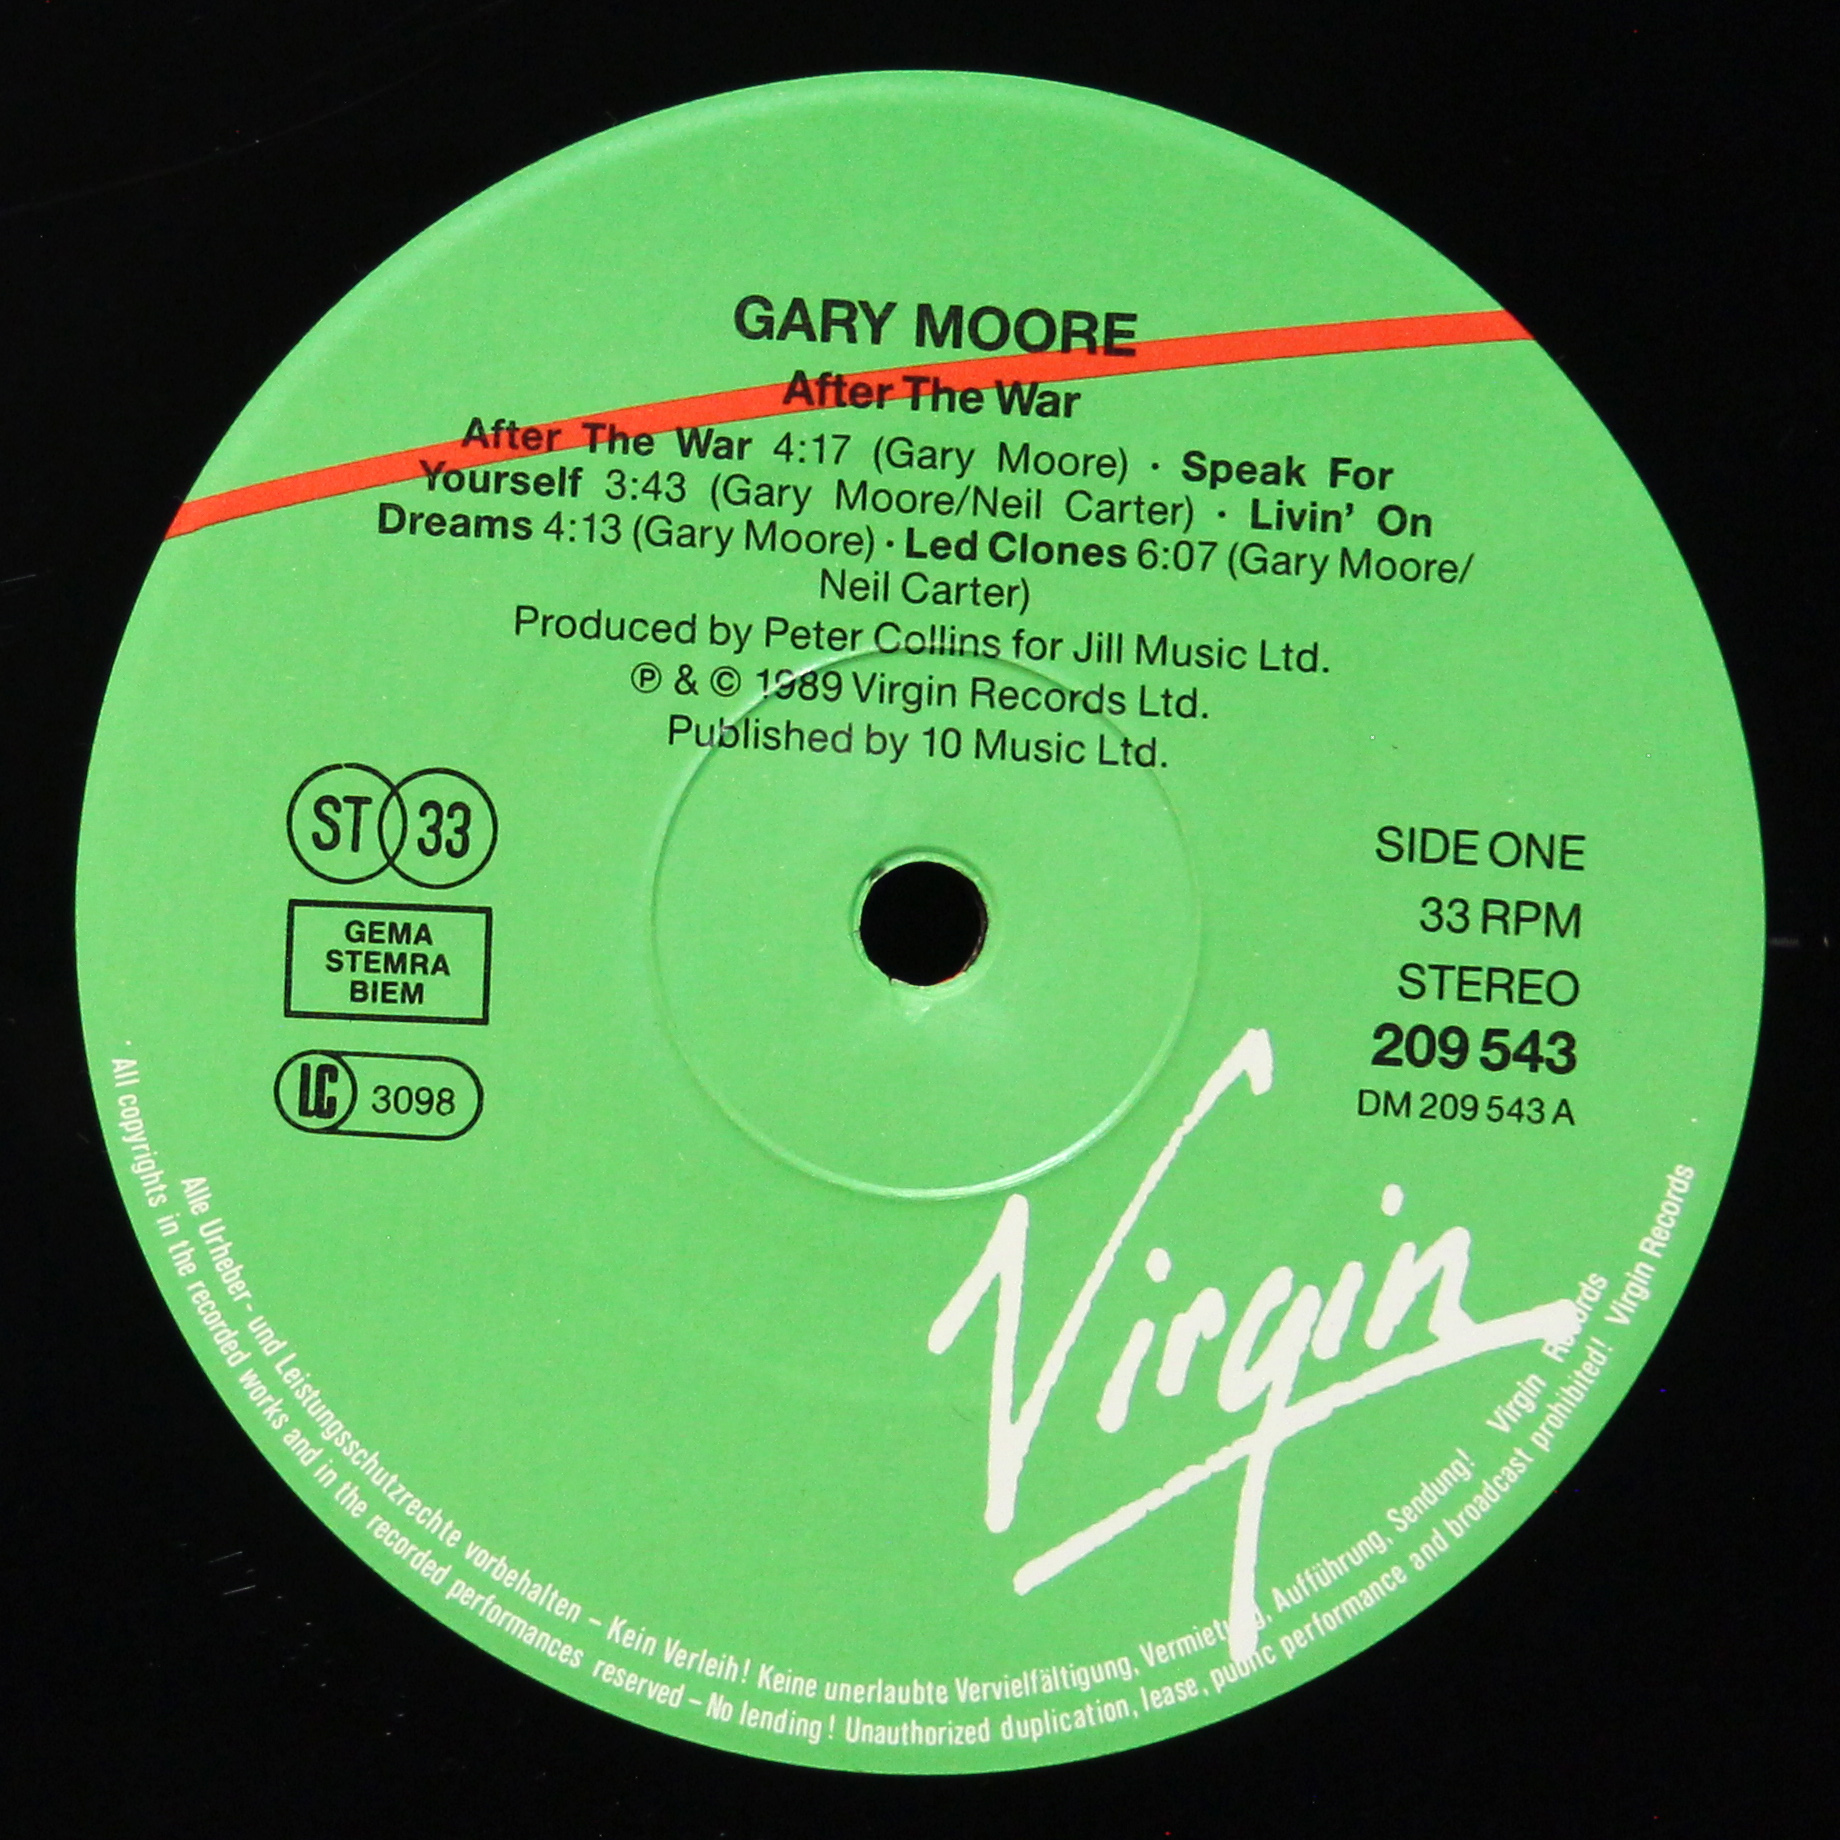 GARY MOORE
After The War
After The War 4:17 (Gary Moore) · Speak For
Yourself 3:43 (Gary Moore/Neil Carter) · Livin' On
Dreams 4:13 (Gary Moore) · Led Clones 6:07 (Gary Moore/
Neil Carter)
Produced by Peter Collins for Jill Music Ltd.
℗ & © 1989 Virgin Records Ltd.
Published by 10 Music Ltd.
ST 33
GEMA
STEMRA
BIEM
LC 3098
SIDE ONE
33 RPM
STEREO
209 543
DM 209 543 A
Virgin
Alle Urheber- und Leistungsschutzrechte vorbehalten – Kein Verleih! Keine unerlaubte Vervielfältigung, Vermietung, Aufführung, Sendung! Virgin Records
· All copyrights in the recorded works and in the recorded performances reserved – No lending! Unauthorized duplication, lease, public performance and broadcast prohibited! Virgin Records